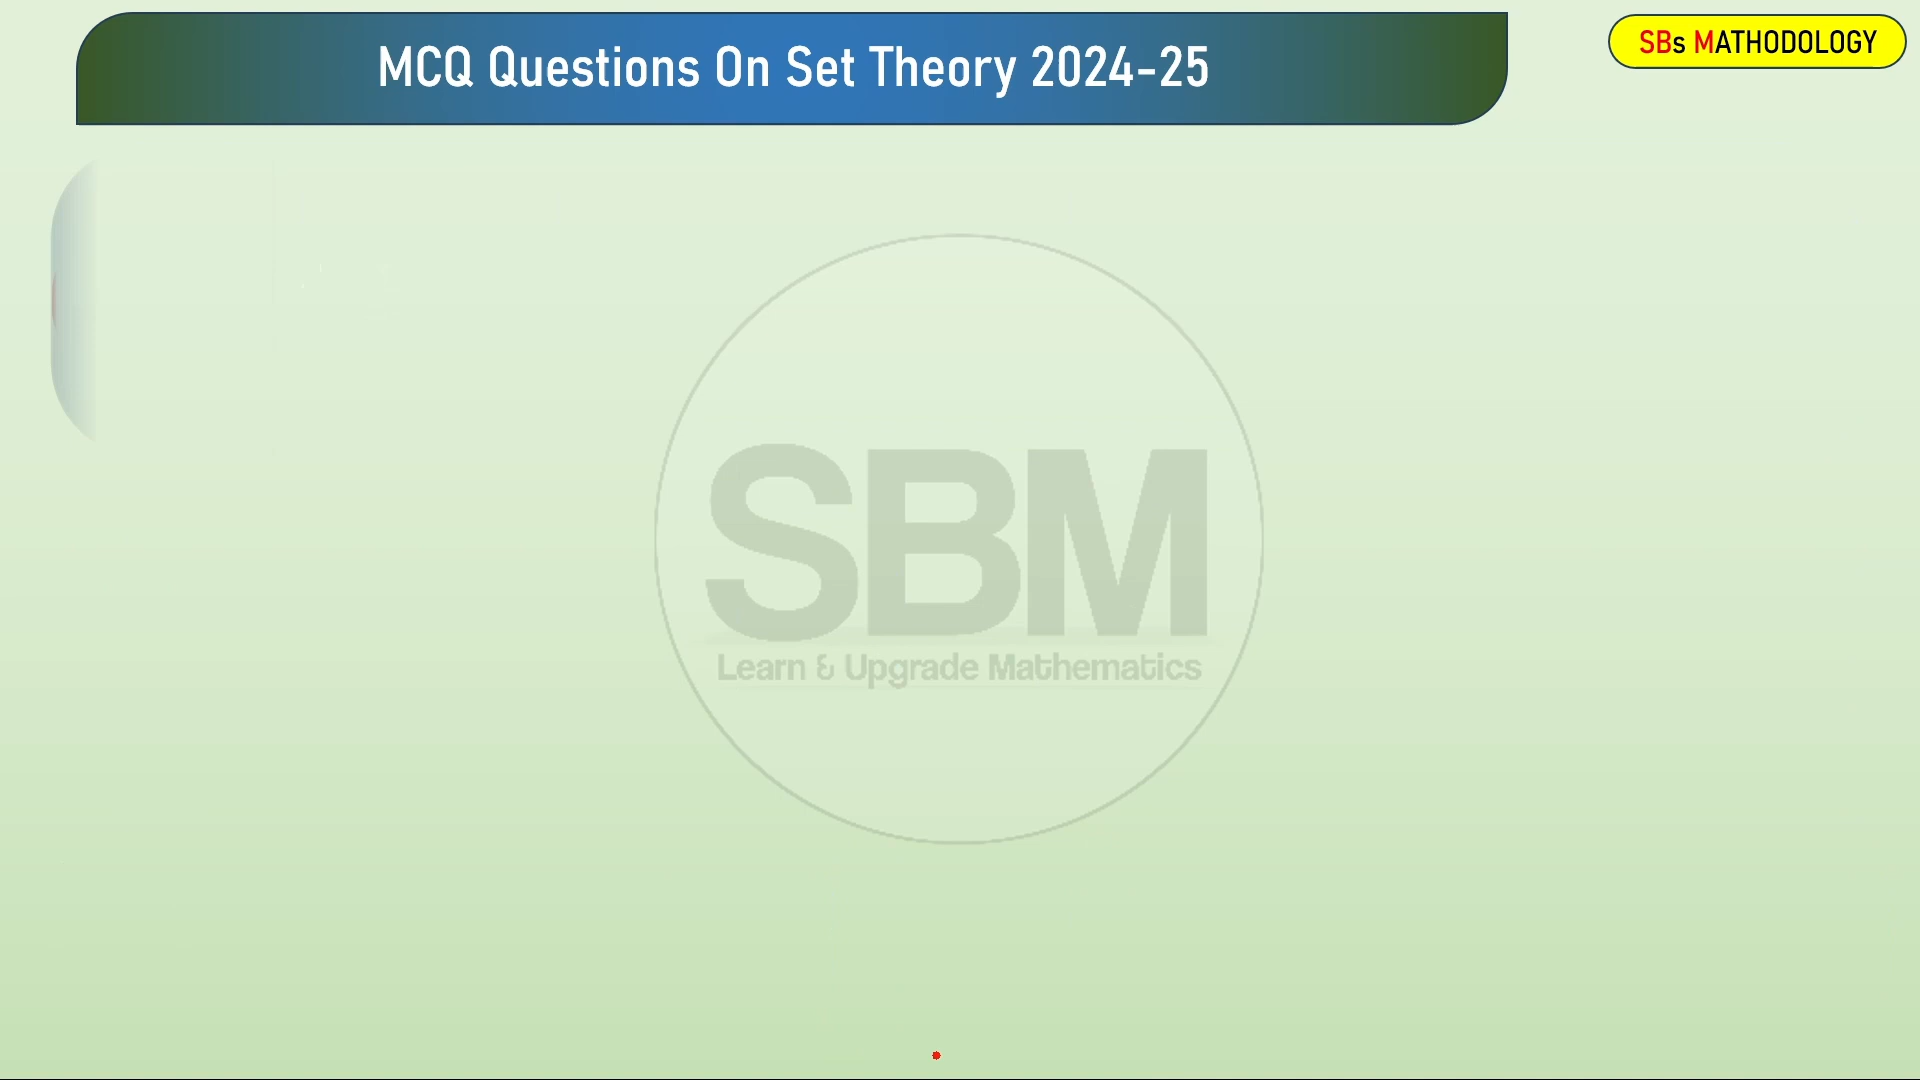 MCQ Questions On Set Theory 2024-25
SBs MATHODOLOGY
SBM
Learn & Upgrade Mathematics